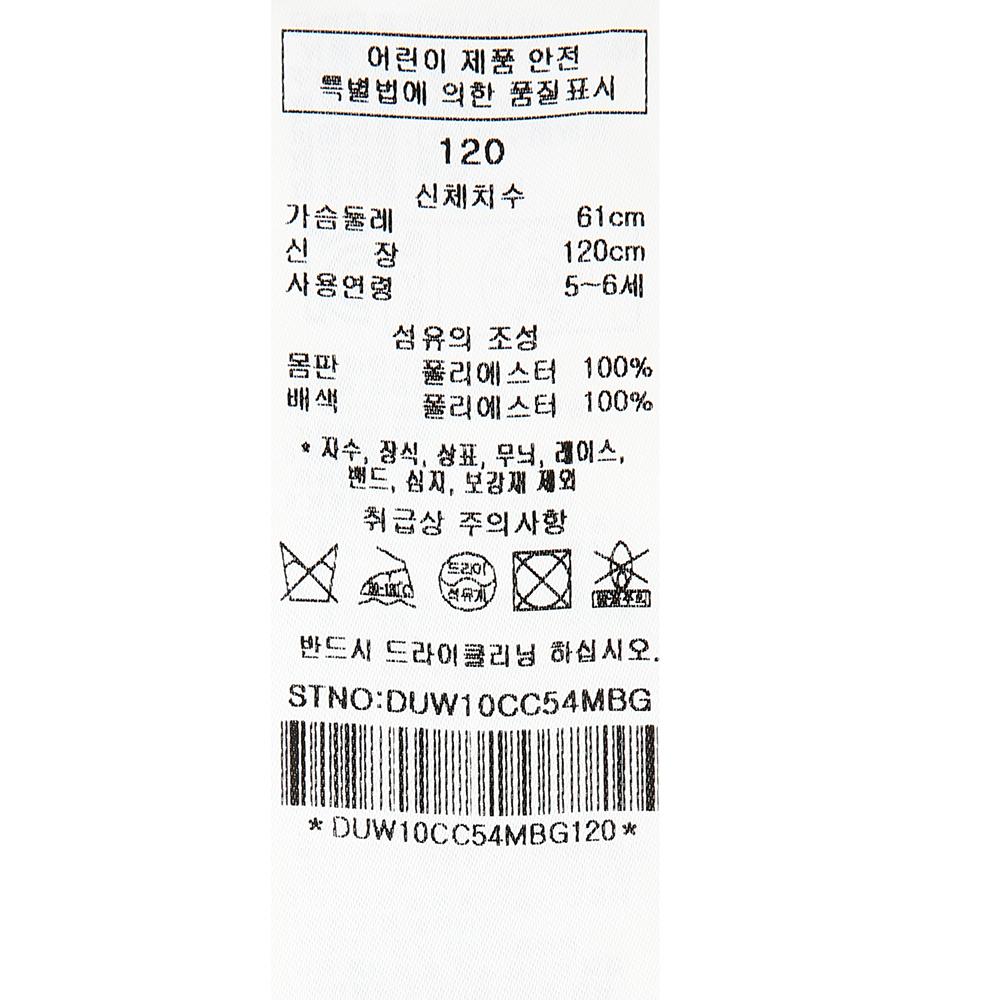 어린이 제품 안전
특별법에 의한 품질표시
120
신체치수
가슴둘레 61cm
신 장 120cm
사용연령 5~6세
섬유의 조성
몸판 폴리에스터 100%
배색 폴리에스터 100%
* 자수, 장식, 상표, 무늬, 레이스,
밴드, 심지, 보강재 제외
취급상 주의사항
드라이
석유계
반드시 드라이클리닝 하십시오.
STNO:DUW10CC54MBG
*DUW10CC54MBG120*